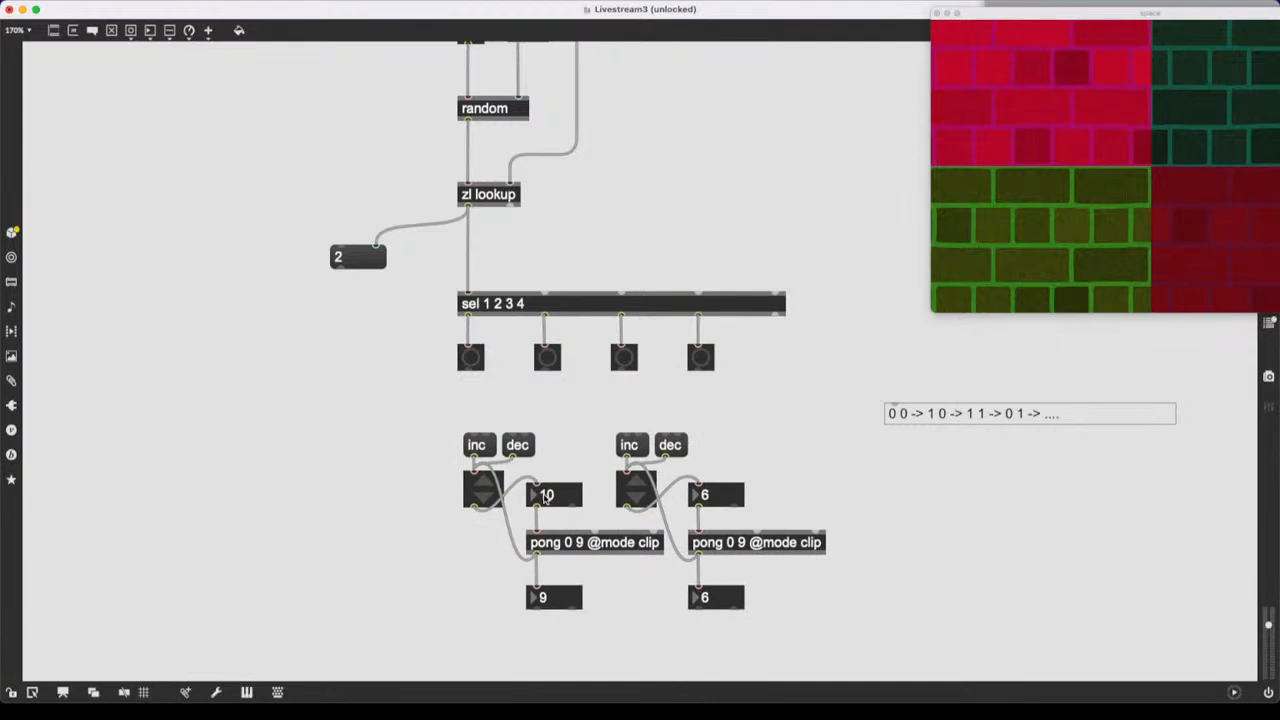 Livestream3 (unlocked)
space
170%
random
zl lookup
2
sel 1 2 3 4
0 0 -> 1 0 -> 1 1 -> 0 1 -> ....
inc dec inc dec
10 6
pong 0 9 @mode clip pong 0 9 @mode clip
9 6